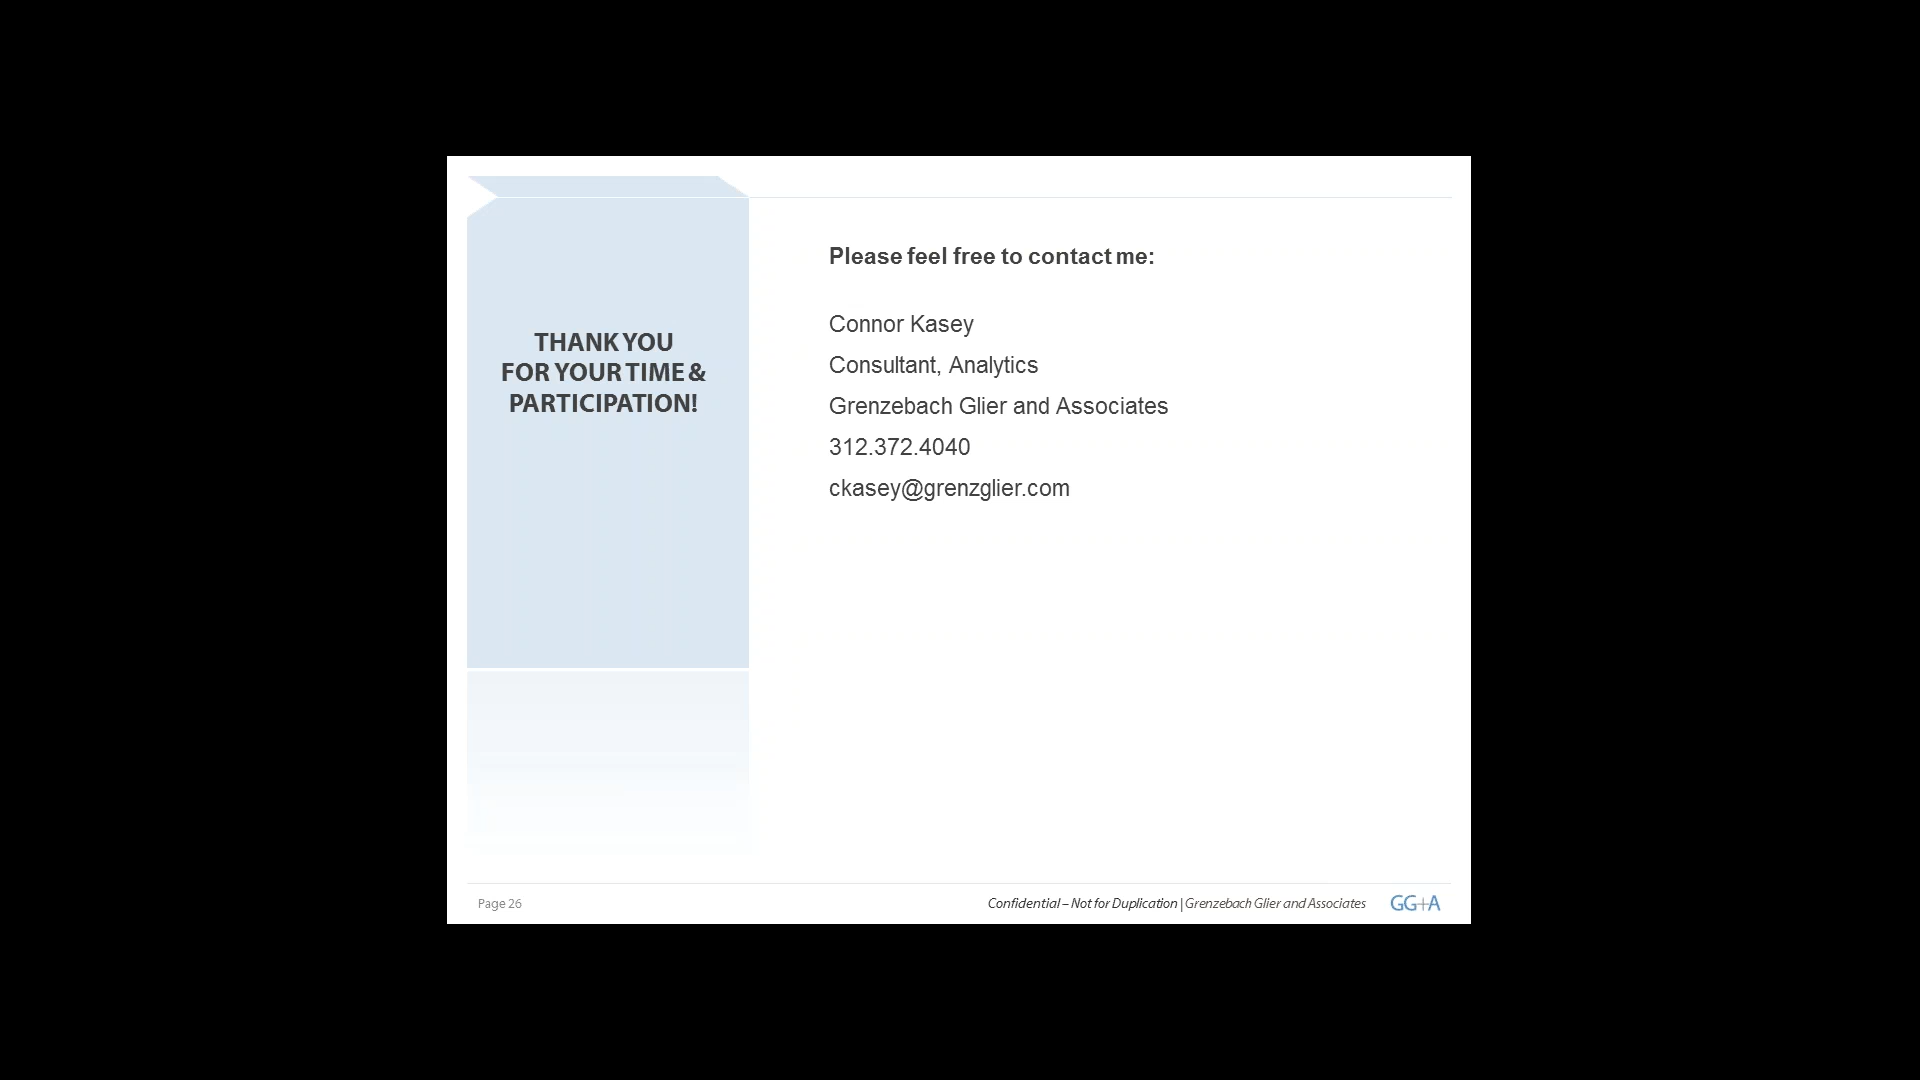 THANK YOU
FOR YOUR TIME &
PARTICIPATION!
Please feel free to contact me:
Connor Kasey
Consultant, Analytics
Grenzebach Glier and Associates
312.372.4040
ckasey@grenzglier.com
Page 26
Confidential – Not for Duplication | Grenzebach Glier and Associates
GG+A